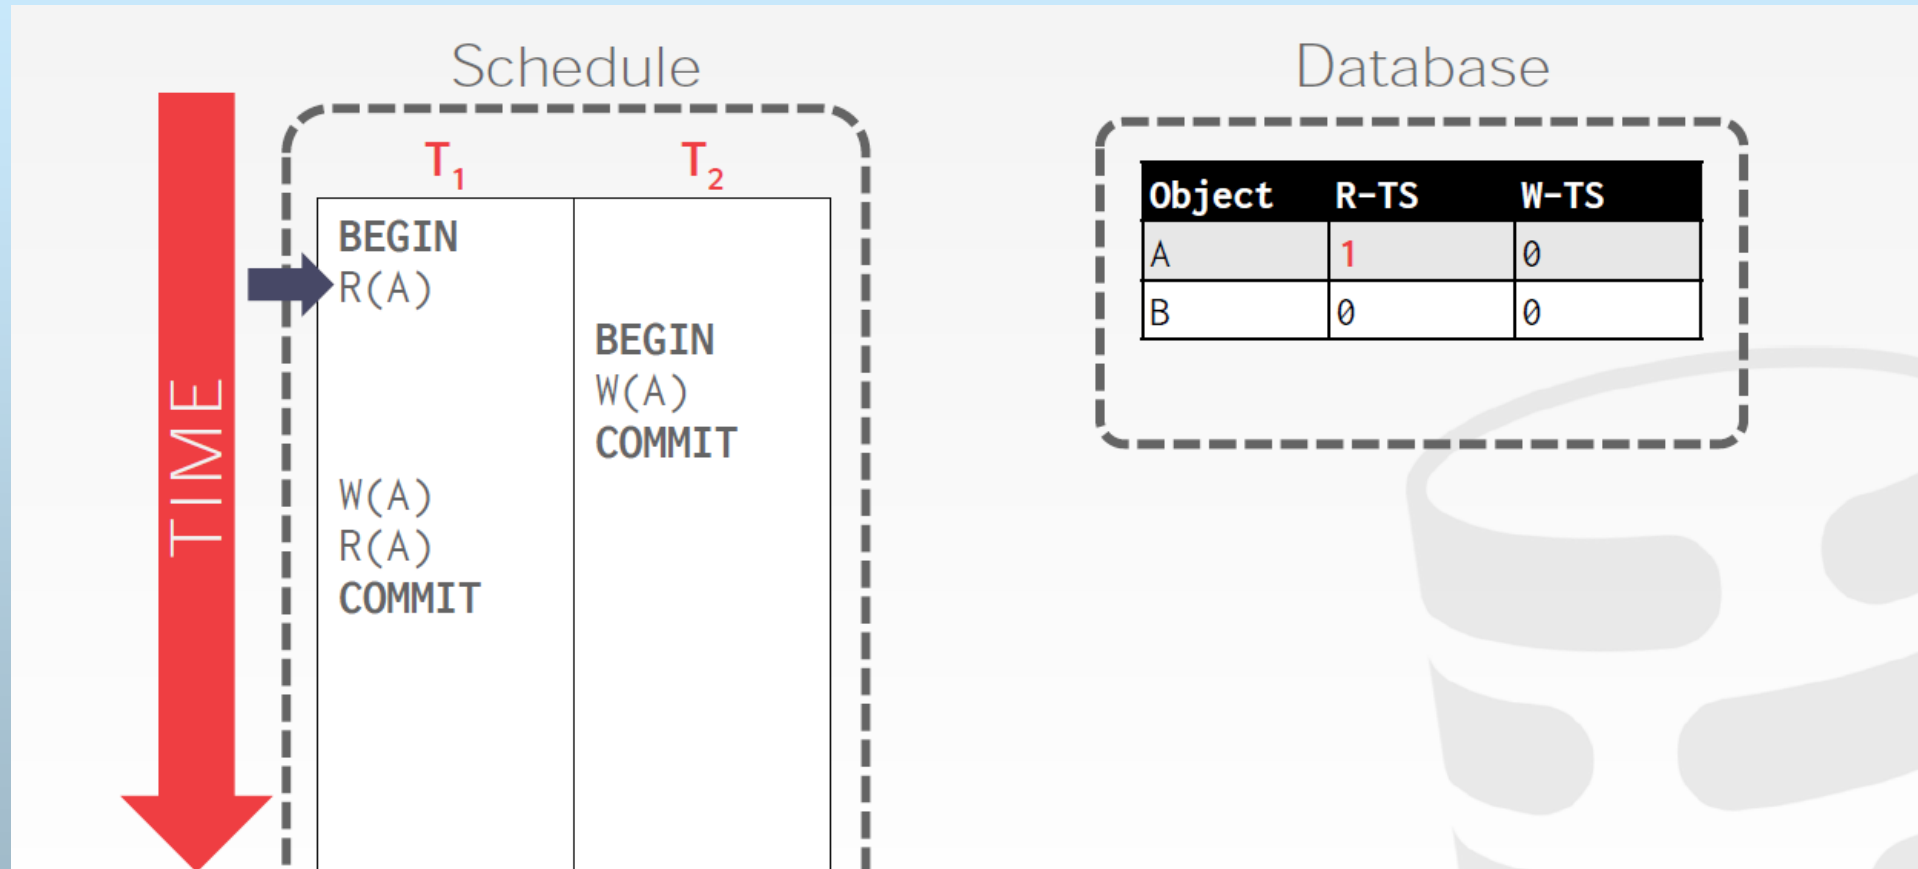 Schedule
Database
TIME
T₁ T₂
BEGIN
R(A)
BEGIN
W(A)
COMMIT
W(A)
R(A)
COMMIT
Object R-TS W-TS
A 1 0
B 0 0